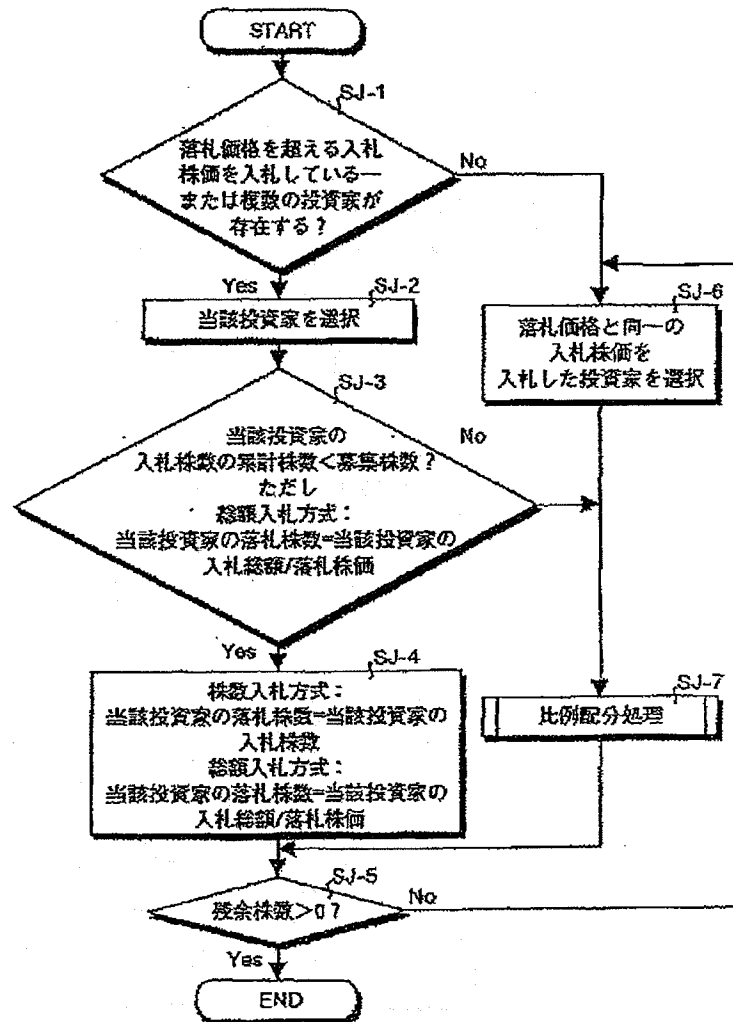 START
SJ-1
落札価格を超える入札
株価を入札している一
または複数の投資家が
存在する?
No
Yes
SJ-2
当該投資家を選択
SJ-6
落札価格と同一の
入札株価を
入札した投資家を選択
SJ-3
当該投資家の
入札株数の累計株数<募集株数?
ただし
総額入札方式:
当該投資家の落札株数=当該投資家の
入札総額/落札株価
No
Yes
SJ-4
株数入札方式:
当該投資家の落札株数=当該投資家の
入札株数
総額入札方式:
当該投資家の落札株数=当該投資家の
入札総額/落札株価
SJ-7
比例配分処理
SJ-5
残余株数>0?
No
Yes
END